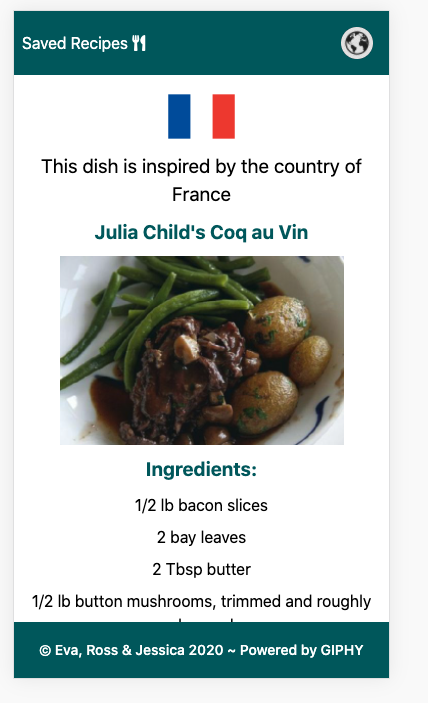 Saved Recipes
This dish is inspired by the country of
France
Julia Child's Coq au Vin
Ingredients:
1/2 lb bacon slices
2 bay leaves
2 Tbsp butter
1/2 lb button mushrooms, trimmed and roughly
© Eva, Ross & Jessica 2020 ~ Powered by GIPHY